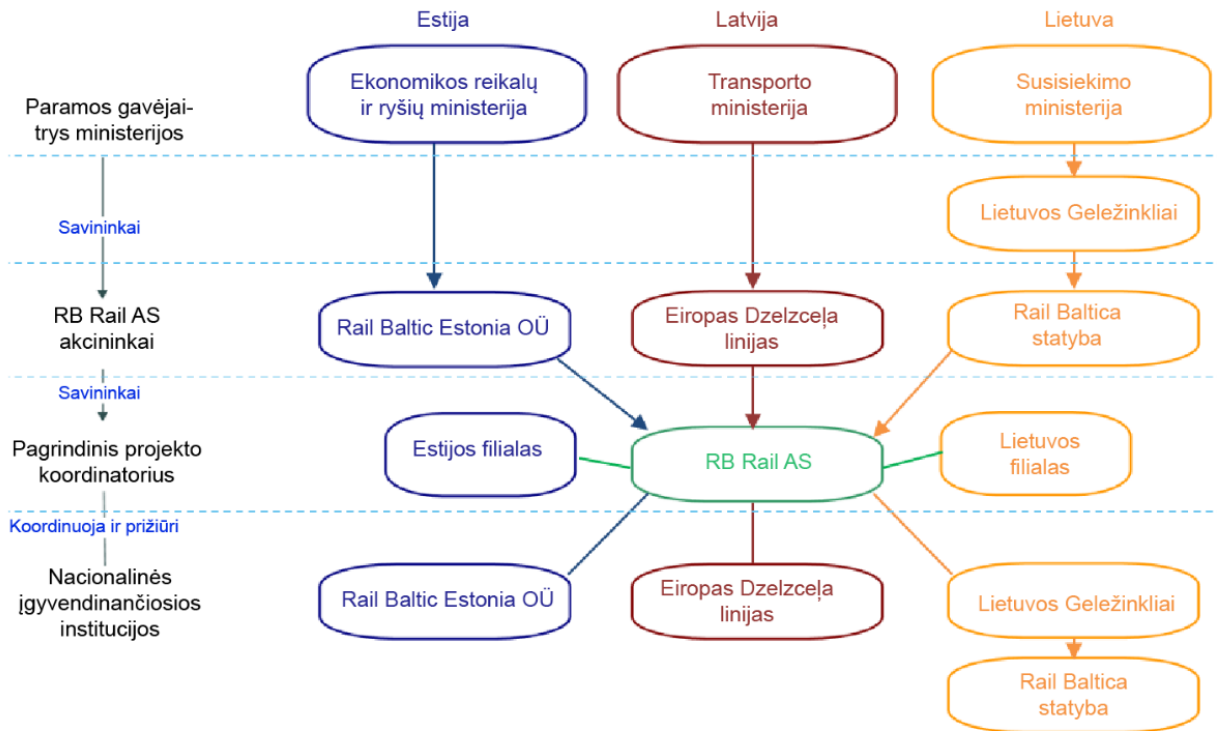 Estija
Latvija
Lietuva
Paramos gavėjai-
trys ministerijos
Ekonomikos reikalų
ir ryšių ministerija
Transporto
ministerija
Susisiekimo
ministerija
Savininkai
Lietuvos Geležinkliai
RB Rail AS
akcininkai
Rail Baltic Estonia OÜ
Eiropas Dzelzceļa
linijas
Rail Baltica
statyba
Savininkai
Pagrindinis projekto
koordinatorius
Estijos filialas
RB Rail AS
Lietuvos
filialas
Koordinuoja ir prižiūri
Nacionalinės
įgyvendinančiosios
institucijos
Rail Baltic Estonia OÜ
Eiropas Dzelzceļa
linijas
Lietuvos Geležinkliai
Rail Baltica
statyba